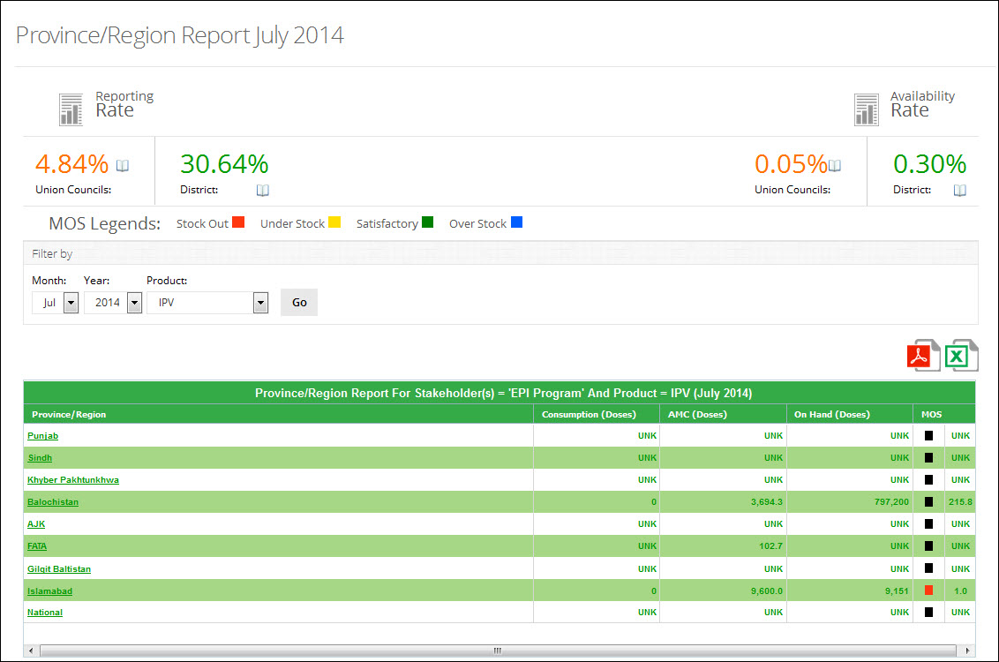 Province/Region Report July 2014
Reporting
Rate
Availability
Rate
4.84%
30.64%
0.05%
0.30%
Union Councils:
District:
Union Councils:
District:
MOS Legends: Stock Out Under Stock Satisfactory Over Stock
Filter by
Month: Year: Product:
Jul 2014 IPV Go
Province/Region Report For Stakeholder(s) = 'EPI Program' And Product = IPV (July 2014)
Province/Region Consumption (Doses) AMC (Doses) On Hand (Doses) MOS
Punjab UNK UNK UNK UNK
Sindh UNK UNK UNK UNK
Khyber Pakhtunkhwa UNK UNK UNK UNK
Balochistan 0 3,694.3 797,200 215.8
AJK UNK UNK UNK UNK
FATA UNK 102.7 UNK UNK
Gilgit Baltistan UNK UNK UNK UNK
Islamabad 0 9,600.0 9,151 1.0
National UNK UNK UNK UNK